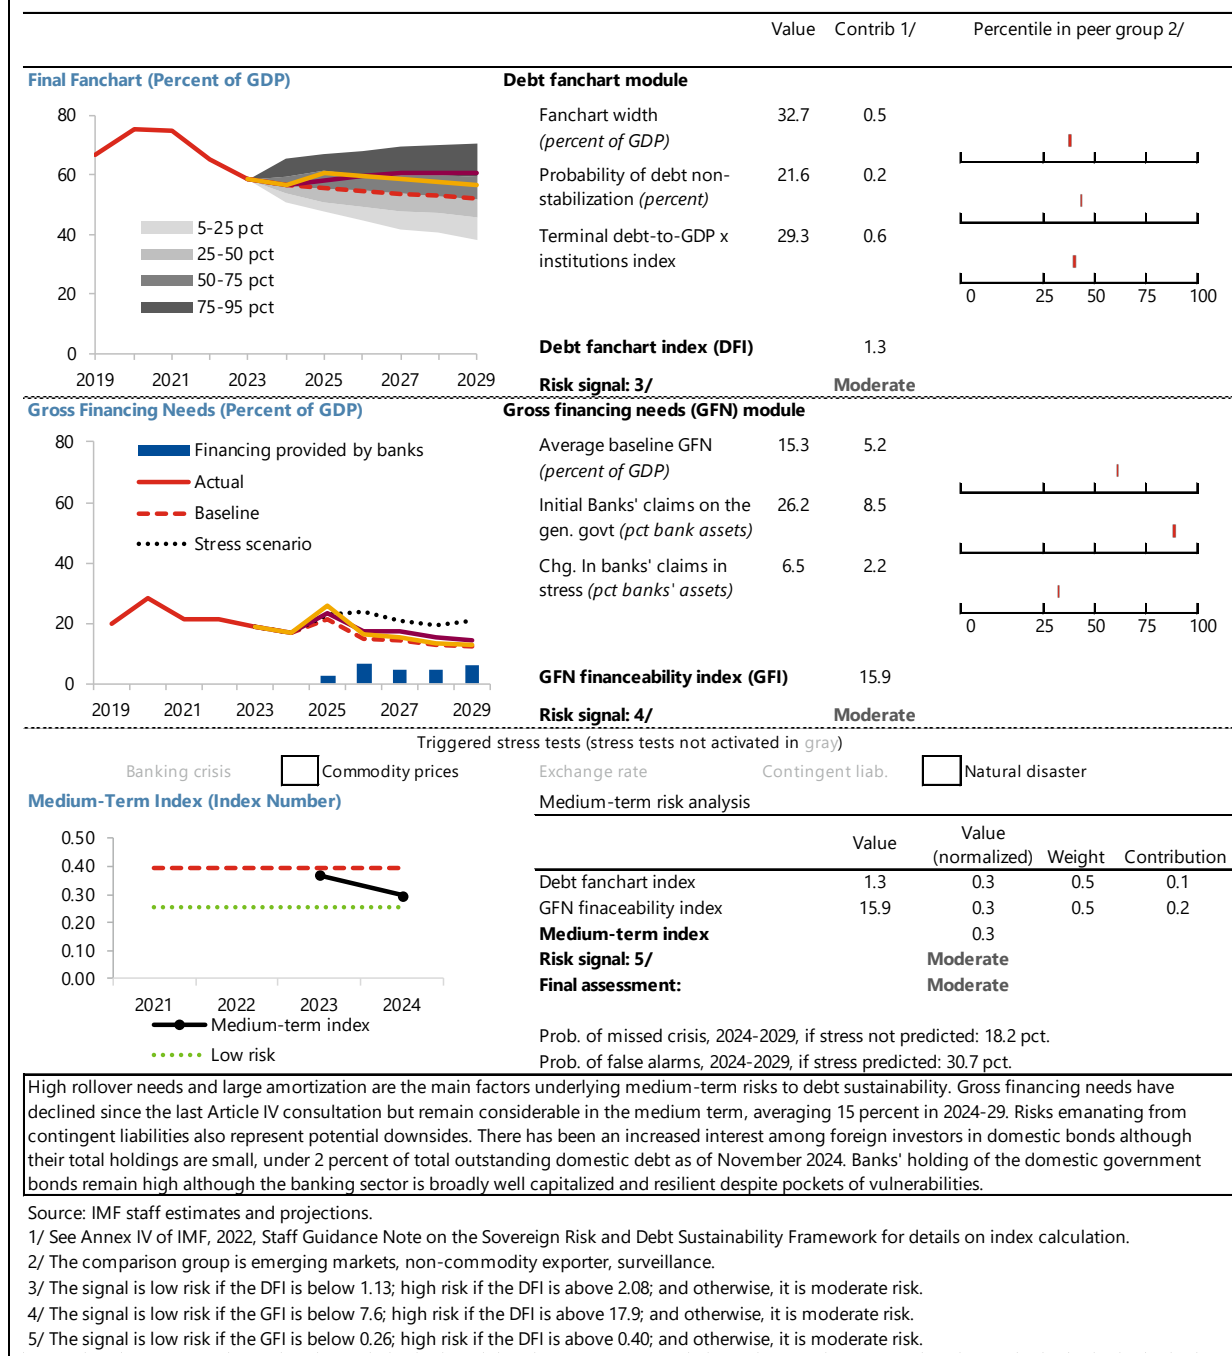 Value Contrib 1/ Percentile in peer group 2/
Final Fanchart (Percent of GDP)
80
60
40
20
0
5-25 pct
25-50 pct
50-75 pct
75-95 pct
2019 2021 2023 2025 2027 2029
Debt fanchart module
Fanchart width 32.7 0.5
(percent of GDP)
Probability of debt non- 21.6 0.2
stabilization (percent)
Terminal debt-to-GDP x 29.3 0.6
institutions index
0 25 50 75 100
Debt fanchart index (DFI) 1.3
Risk signal: 3/ Moderate
Gross Financing Needs (Percent of GDP)
80
60
40
20
0
Financing provided by banks
Actual
Baseline
Stress scenario
2019 2021 2023 2025 2027 2029
Gross financing needs (GFN) module
Average baseline GFN 15.3 5.2
(percent of GDP)
Initial Banks' claims on the 26.2 8.5
gen. govt (pct bank assets)
Chg. In banks' claims in 6.5 2.2
stress (pct banks' assets)
0 25 50 75 100
GFN financeability index (GFI) 15.9
Risk signal: 4/ Moderate
Triggered stress tests (stress tests not activated in gray)
Banking crisis Commodity prices Exchange rate Contingent liab. Natural disaster
Medium-Term Index (Index Number)
0.50
0.40
0.30
0.20
0.10
0.00
2021 2022 2023 2024
Medium-term index
Low risk
Medium-term risk analysis
Value Value (normalized) Weight Contribution
Debt fanchart index 1.3 0.3 0.5 0.1
GFN finaceability index 15.9 0.3 0.5 0.2
Medium-term index 0.3
Risk signal: 5/ Moderate
Final assessment: Moderate
Prob. of missed crisis, 2024-2029, if stress not predicted: 18.2 pct.
Prob. of false alarms, 2024-2029, if stress predicted: 30.7 pct.
High rollover needs and large amortization are the main factors underlying medium-term risks to debt sustainability. Gross financing needs have
declined since the last Article IV consultation but remain considerable in the medium term, averaging 15 percent in 2024-29. Risks emanating from
contingent liabilities also represent potential downsides. There has been an increased interest among foreign investors in domestic bonds although
their total holdings are small, under 2 percent of total outstanding domestic debt as of November 2024. Banks' holding of the domestic government
bonds remain high although the banking sector is broadly well capitalized and resilient despite pockets of vulnerabilities.
Source: IMF staff estimates and projections.
1/ See Annex IV of IMF, 2022, Staff Guidance Note on the Sovereign Risk and Debt Sustainability Framework for details on index calculation.
2/ The comparison group is emerging markets, non-commodity exporter, surveillance.
3/ The signal is low risk if the DFI is below 1.13; high risk if the DFI is above 2.08; and otherwise, it is moderate risk.
4/ The signal is low risk if the GFI is below 7.6; high risk if the DFI is above 17.9; and otherwise, it is moderate risk.
5/ The signal is low risk if the GFI is below 0.26; high risk if the DFI is above 0.40; and otherwise, it is moderate risk.